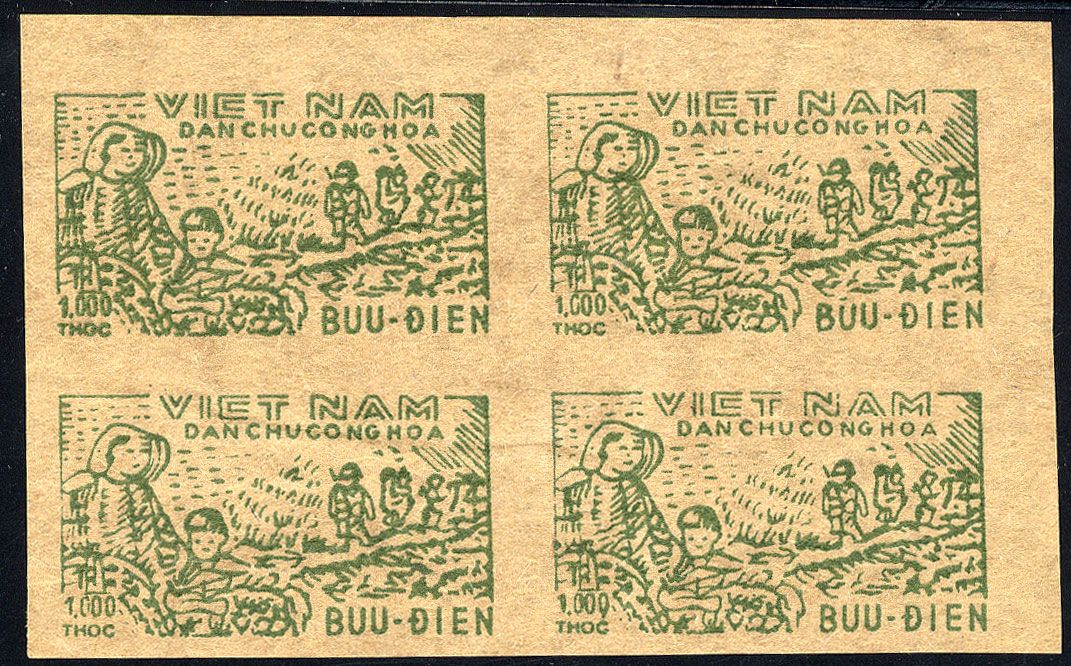 VIET NAM
DAN CHU CONG HOA
1.000
THOC
BUU-ĐIEN
VIET NAM
DAN CHU CONG HOA
1.000
THOC
BUU-ĐIEN
VIET NAM
DAN CHU CONG HOA
1.000
THOC
BUU-ĐIEN
VIET NAM
DAN CHU CONG HOA
1.000
THOC
BUU-ĐIEN